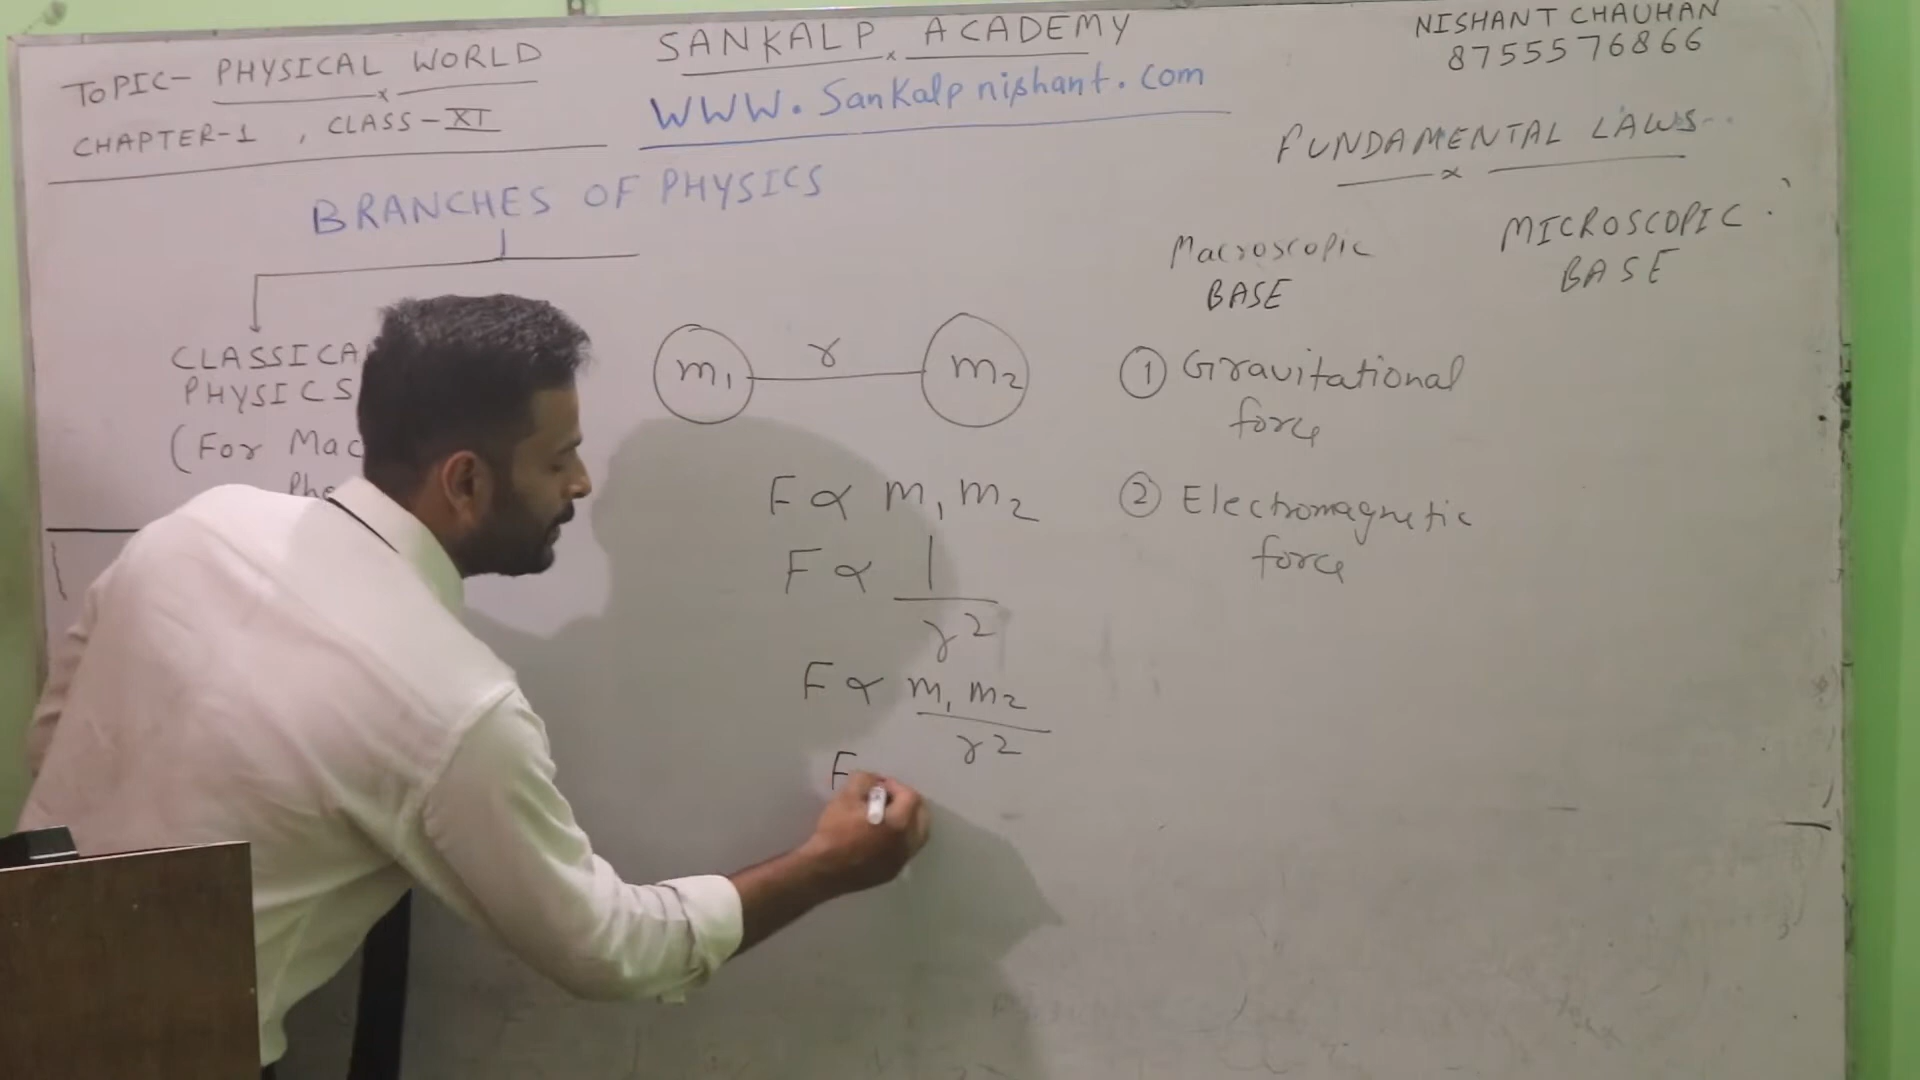 TOPIC- PHYSICAL WORLD
CHAPTER-1 , CLASS-XI
SANKALP ACADEMY
WWW.Sankalpnishant.com
NISHANT CHAUHAN
8755576866
BRANCHES OF PHYSICS
CLASSICA
PHYSICS
(For Mac
Phe
m₁ r m₂
F ∝ m₁ m₂
F ∝ 1
r²
F ∝ m₁ m₂
r²
F
FUNDAMENTAL LAWS
Macroscopic
BASE
MICROSCOPIC
BASE
① Gravitational
force
② Electromagnetic
force